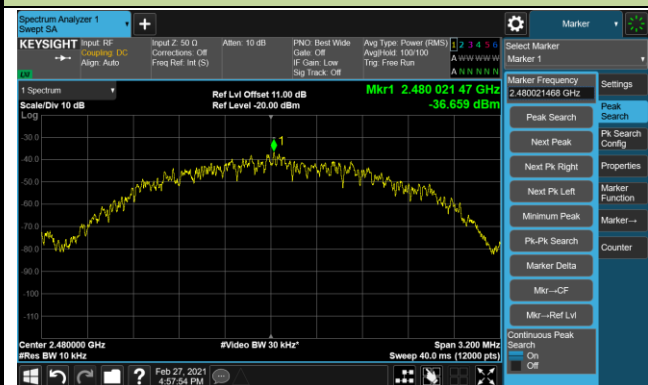 Spectrum Analyzer 1
Swept SA
Marker
KEYSIGHT
Input: RF
Coupling: DC
Align: Auto
Input Z: 50 Ω
Corrections: Off
Freq Ref: Int (S)
Atten: 10 dB
PNO: Best Wide
Gate: Off
IF Gain: Low
Sig Track: Off
Avg Type: Power (RMS)
Avg|Hold: 100/100
Trig: Free Run
1 2 3 4 5 6
A W W W W W
A N N N N N
Select Marker
Marker 1
1 Spectrum
Scale/Div 10 dB
Log
Ref Lvl Offset 11.00 dB
Ref Level -20.00 dBm
Mkr1 2.480 021 47 GHz
-36.659 dBm
1
-30.0
-40.0
-50.0
-60.0
-70.0
-80.0
-90.0
-100
-110
Center 2.480000 GHz
#Res BW 10 kHz
#Video BW 30 kHz*
Span 3.200 MHz
Sweep 40.0 ms (12000 pts)
Marker Frequency
2.480021468 GHz
Peak Search
Next Peak
Next Pk Right
Next Pk Left
Minimum Peak
Pk-Pk Search
Marker Delta
Mkr→CF
Mkr→Ref Lvl
Continuous Peak
Search
On
Off
Settings
Peak
Search
Pk Search
Config
Properties
Marker
Function
Marker→
Counter
Feb 27, 2021
4:57:54 PM